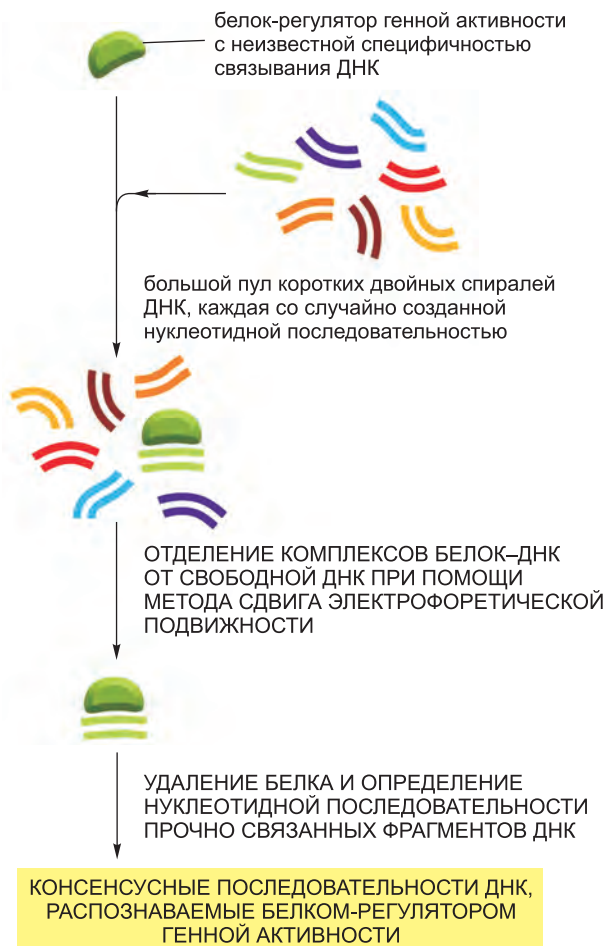 белок-регулятор генной активности
с неизвестной специфичностью
связывания ДНК
большой пул коротких двойных спиралей
ДНК, каждая со случайно созданной
нуклеотидной последовательностью
ОТДЕЛЕНИЕ КОМПЛЕКСОВ БЕЛОК–ДНК
ОТ СВОБОДНОЙ ДНК ПРИ ПОМОЩИ
МЕТОДА СДВИГА ЭЛЕКТРОФОРЕТИЧЕСКОЙ
ПОДВИЖНОСТИ
УДАЛЕНИЕ БЕЛКА И ОПРЕДЕЛЕНИЕ
НУКЛЕОТИДНОЙ ПОСЛЕДОВАТЕЛЬНОСТИ
ПРОЧНО СВЯЗАННЫХ ФРАГМЕНТОВ ДНК
КОНСЕНСУСНЫЕ ПОСЛЕДОВАТЕЛЬНОСТИ ДНК,
РАСПОЗНАВАЕМЫЕ БЕЛКОМ-РЕГУЛЯТОРОМ
ГЕННОЙ АКТИВНОСТИ